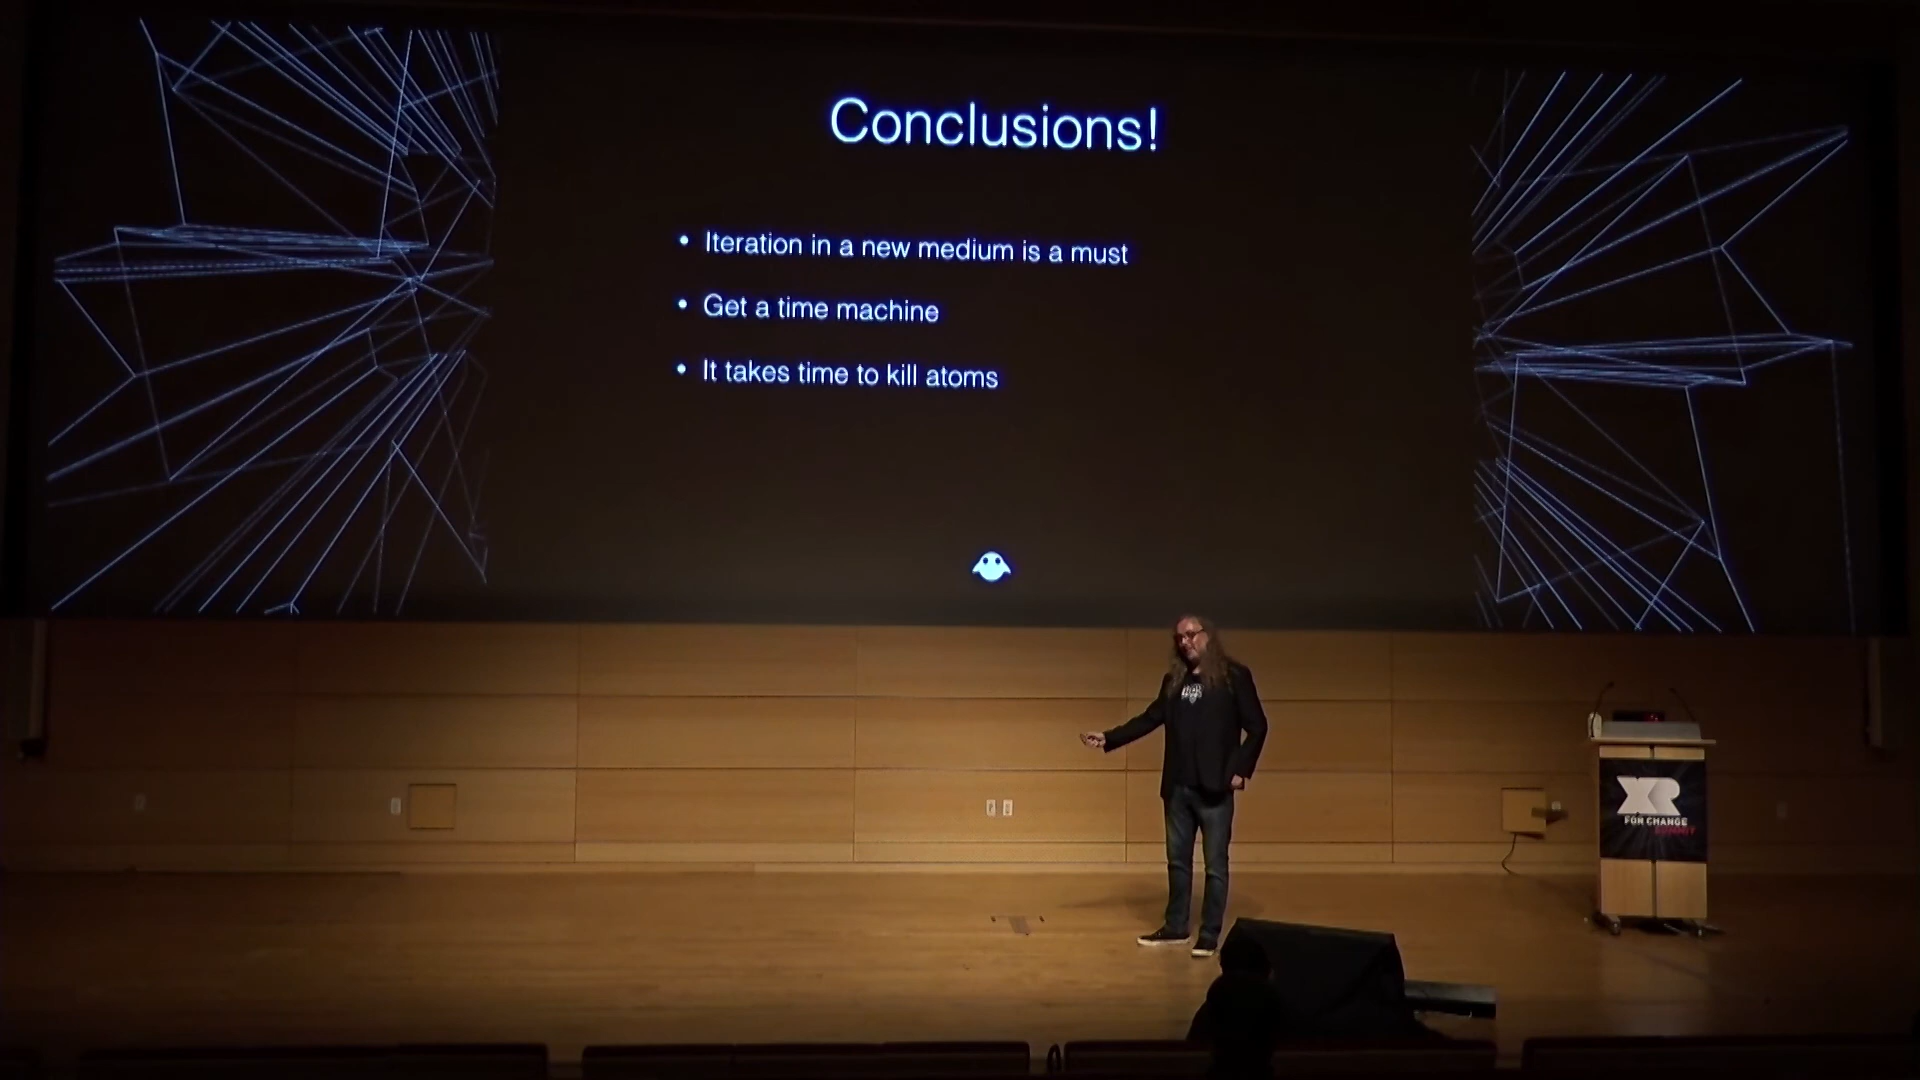 Conclusions!
• Iteration in a new medium is a must
• Get a time machine
• It takes time to kill atoms
XR
FOR CHANGE
SUMMIT